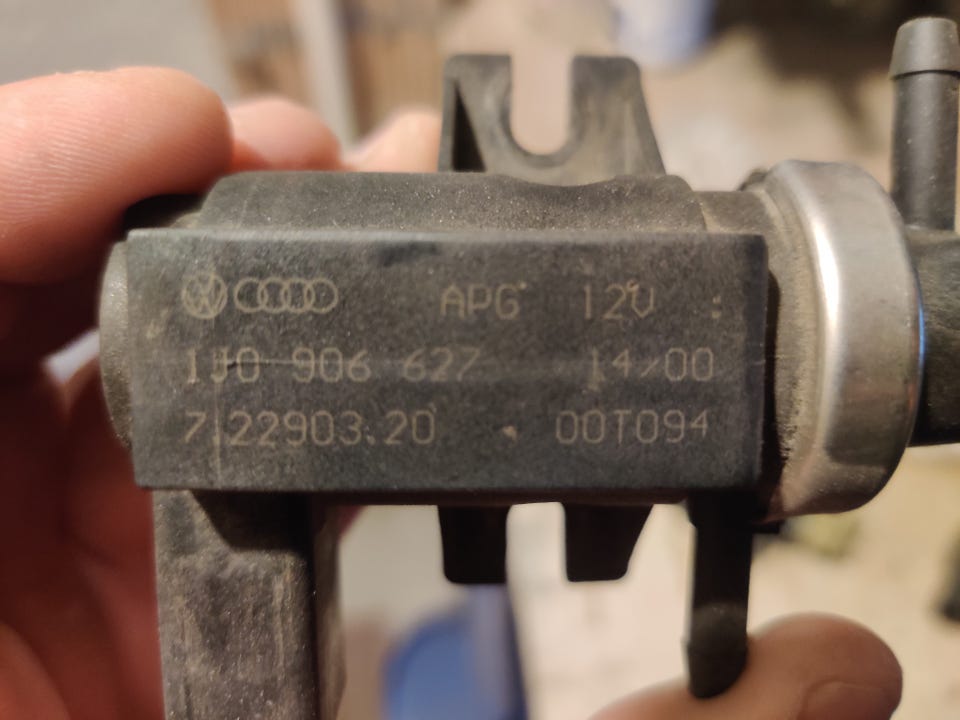 APG 12V :
1J0 906 627 14/00
7.22903.20 00T094